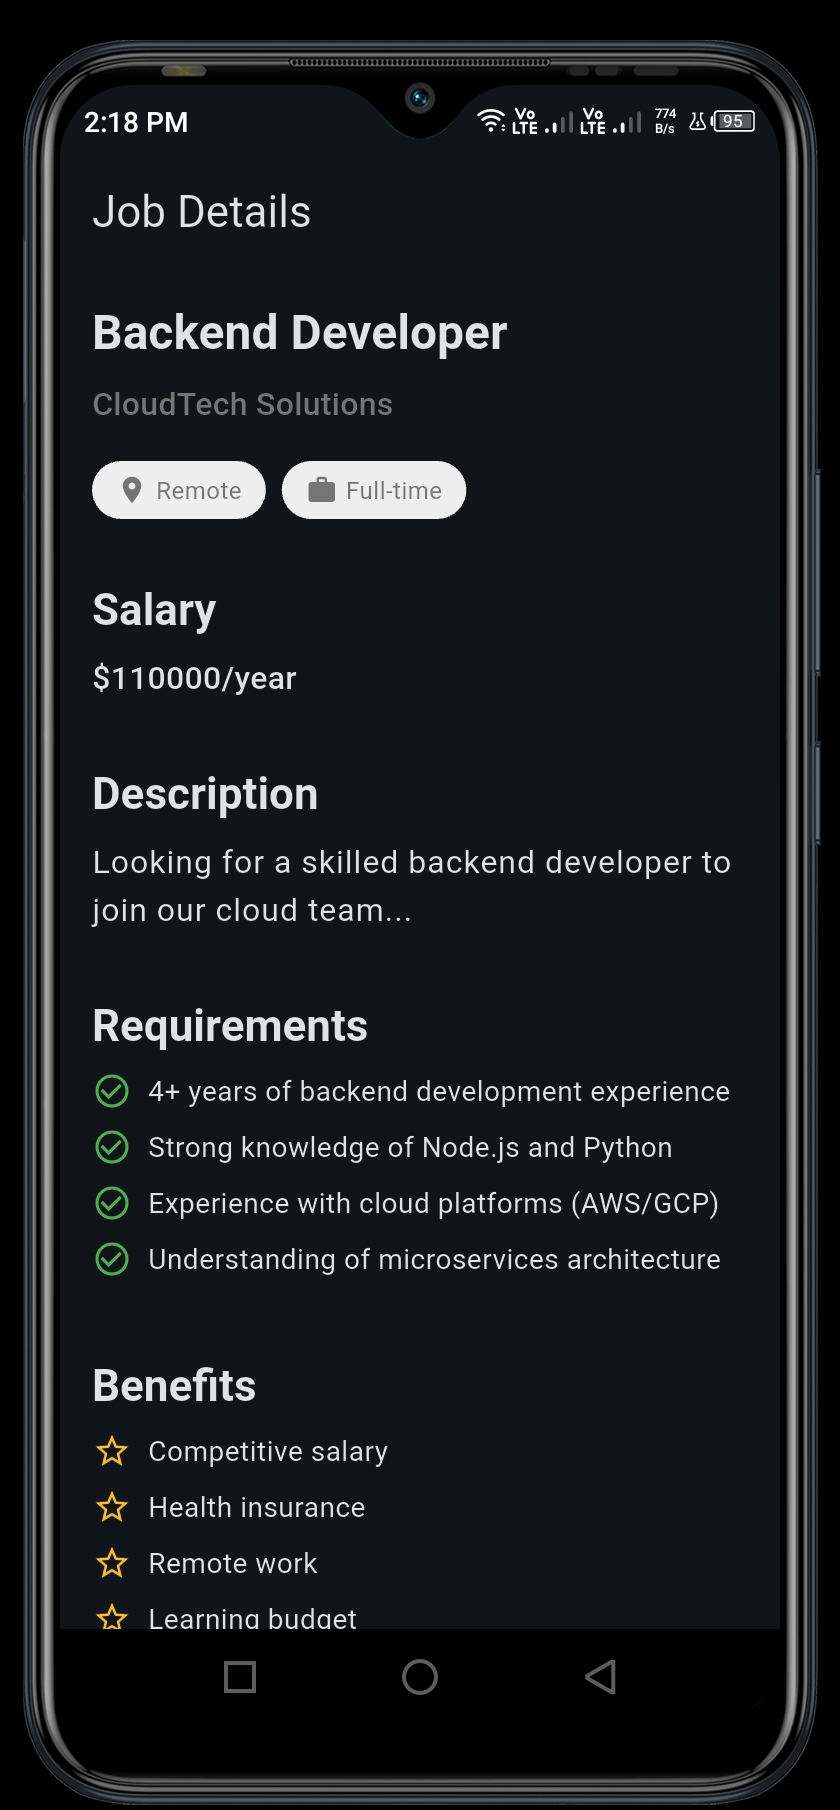 2:18 PM
Vo LTE Vo LTE 774 B/s 95
Job Details
Backend Developer
CloudTech Solutions
Remote Full-time
Salary
$110000/year
Description
Looking for a skilled backend developer to
join our cloud team...
Requirements
4+ years of backend development experience
Strong knowledge of Node.js and Python
Experience with cloud platforms (AWS/GCP)
Understanding of microservices architecture
Benefits
Competitive salary
Health insurance
Remote work
Learning budget